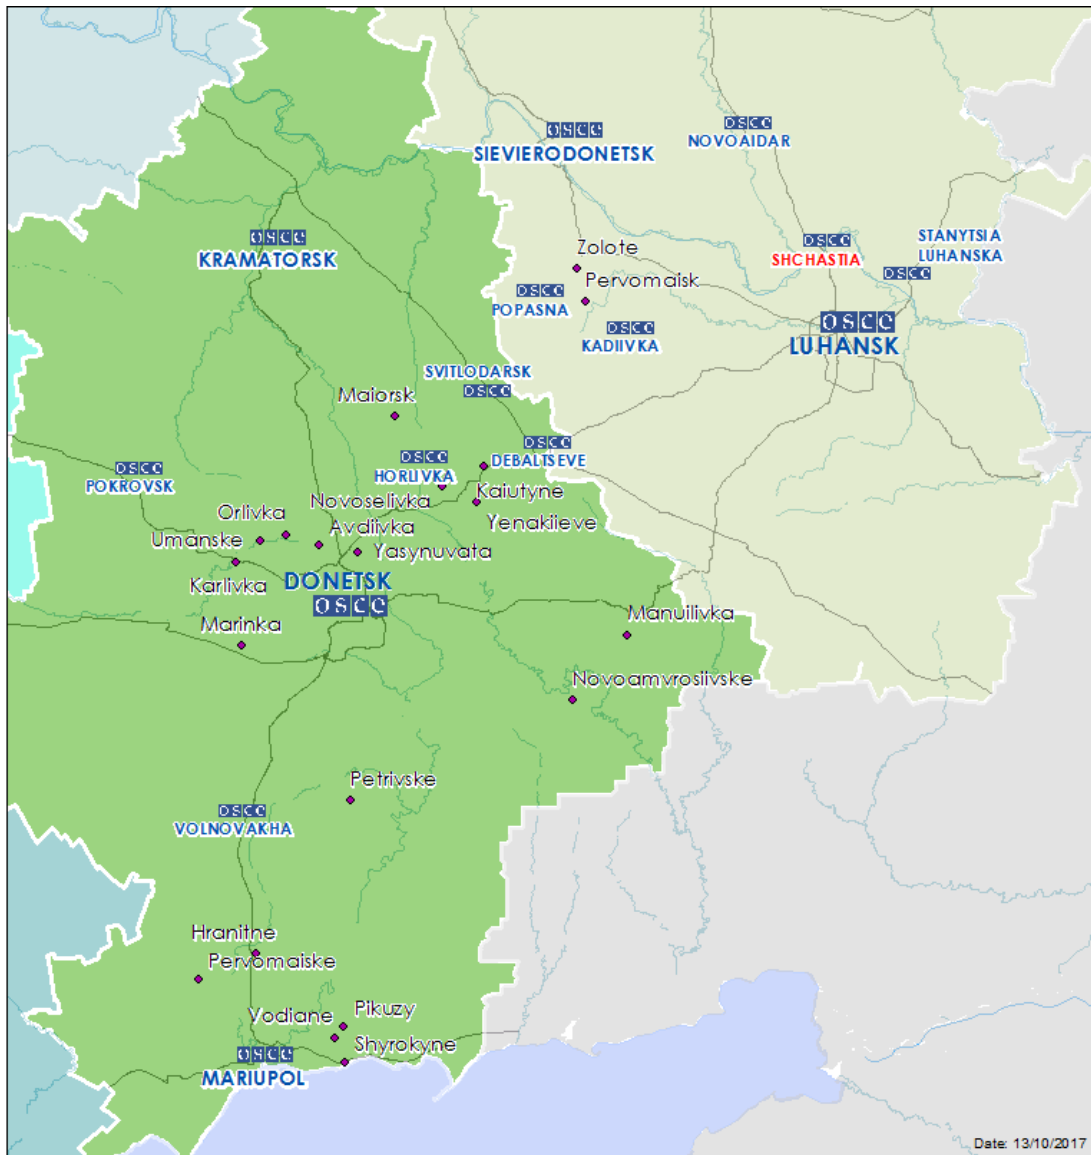 OSCE
NOVOAIDAR
OSCE
SIEVIERODONETSK
OSCE
KRAMATORSK
OSCE
SHCHASTIA
STANYTSIA
LUHANSKA
OSCE
Zolote
Pervomaisk
OSCE
POPASNA
OSCE
KADIIVKA
OSCE
LUHANSK
SVITLODARSK
OSCE
Maiorsk
OSCE
DEBALTSEVE
OSCE
HORLIVKA
OSCE
POKROVSK
Kaiutyne
Novoselivka
Orlivka
Avdiivka
Yenakiieve
Umanske
Yasynuvata
Karlivka
DONETSK
OSCE
Marinka
Manuilivka
Novoamvrosiivske
Petrivske
OSCE
VOLNOVAKHA
Hranitne
Pervomaiske
Pikuzy
Vodiane
Shyrokyne
OSCE
MARIUPOL
Date: 13/10/2017